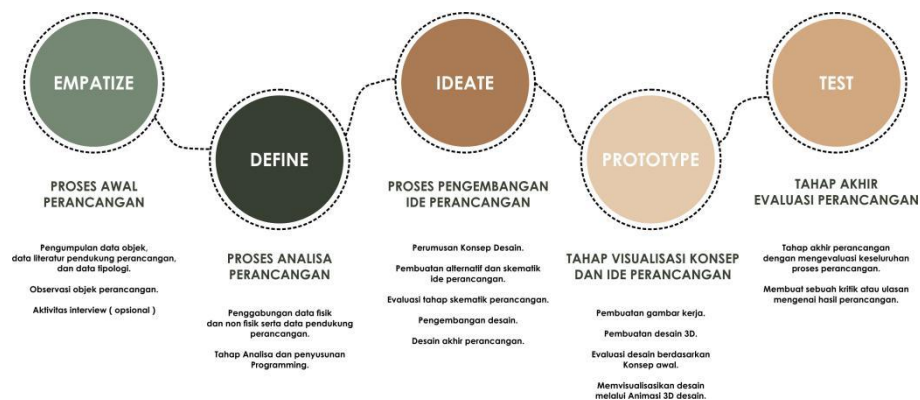 EMPATIZE
PROSES AWAL
PERANCANGAN
Pengumpulan data objek,
data literatur pendukung perancangan,
dan data tipologi.
Observasi objek perancangan.
Aktivitas interview ( opsional )
DEFINE
PROSES ANALISA
PERANCANGAN
Penggabungan data fisik
dan non fisik serta data pendukung
perancangan.
Tahap Analisa dan penyusunan
Programming.
IDEATE
PROSES PENGEMBANGAN
IDE PERANCANGAN
Perumusan Konsep Desain.
Pembuatan alternatif dan skematik
ide perancangan.
Evaluasi tahap skematik perancangan.
Pengembangan desain.
Desain akhir perancangan.
PROTOTYPE
TAHAP VISUALISASI KONSEP
DAN IDE PERANCANGAN
Pembuatan gambar kerja.
Pembuatan desain 3D.
Evaluasi desain berdasarkan
Konsep awal.
Memvisualisasikan desain
melalui Animasi 3D desain.
TEST
TAHAP AKHIR
EVALUASI PERANCANGAN
Tahap akhir perancangan
dengan mengevaluasi keseluruhan
proses perancangan.
Membuat sebuah kritik atau ulasan
mengenai hasil perancangan.